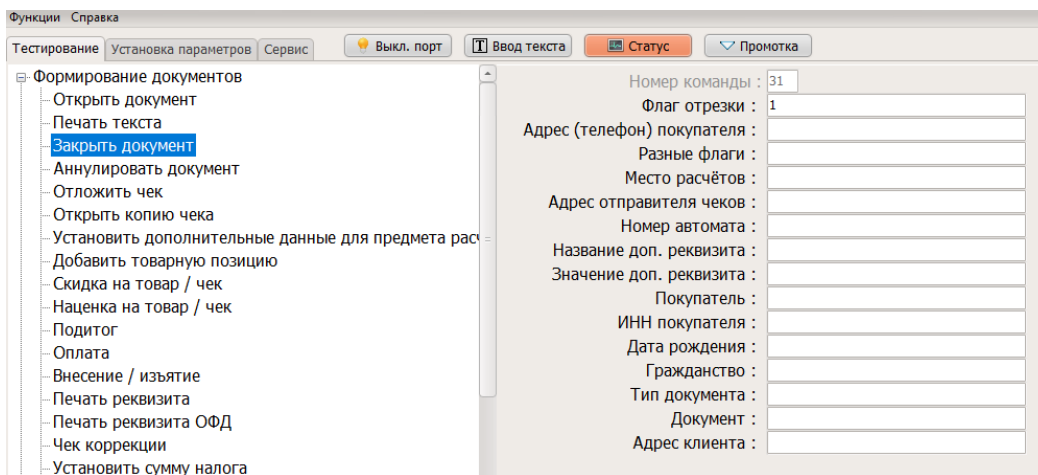 Функции Справка
Тестирование Установка параметров Сервис Выкл. порт T Ввод текста Статус Промотка
Формирование документов
Открыть документ
Печать текста
Закрыть документ
Аннулировать документ
Отложить чек
Открыть копию чека
Установить дополнительные данные для предмета рас
Добавить товарную позицию
Скидка на товар / чек
Наценка на товар / чек
Подитог
Оплата
Внесение / изъятие
Печать реквизита
Печать реквизита ОФД
Чек коррекции
Установить сумму налога
Номер команды : 31
Флаг отрезки : 1
Адрес (телефон) покупателя :
Разные флаги :
Место расчётов :
Адрес отправителя чеков :
Номер автомата :
Название доп. реквизита :
Значение доп. реквизита :
Покупатель :
ИНН покупателя :
Дата рождения :
Гражданство :
Тип документа :
Документ :
Адрес клиента :